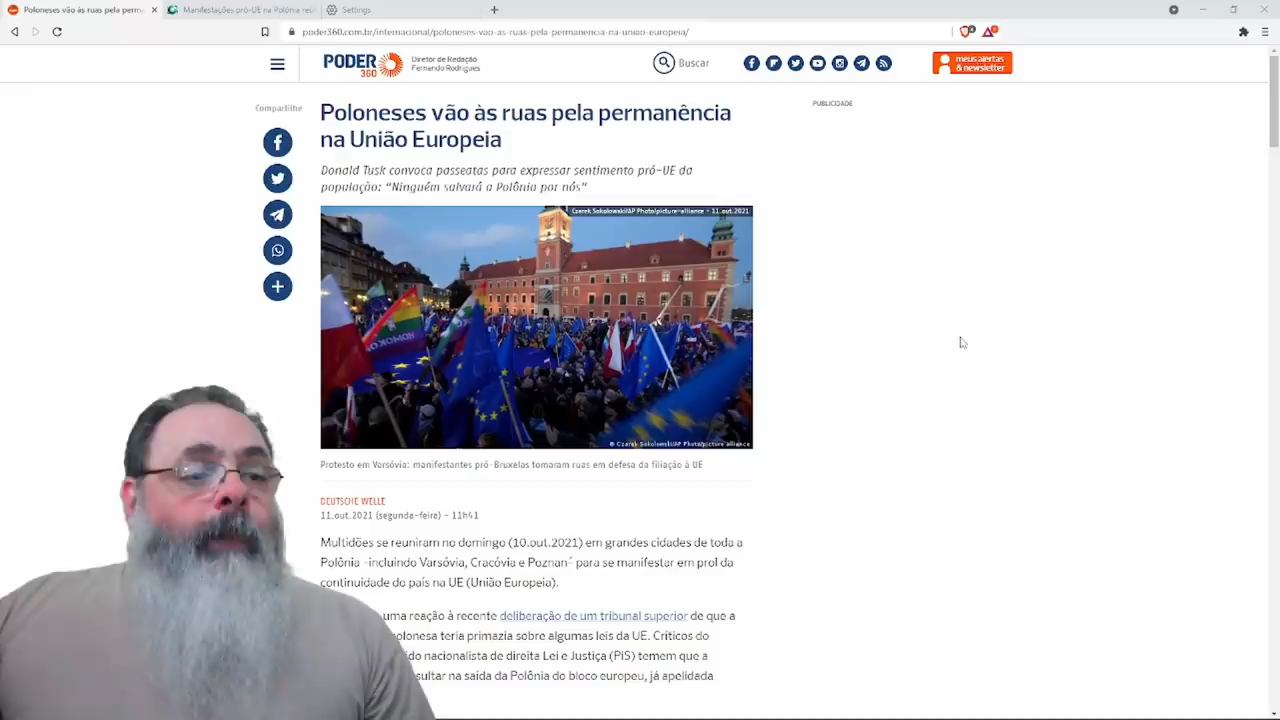 Poloneses vão às ruas pela perma
Manifestações pró-UE na Polônia reú
Settings
poder360.com.br/internacional/poloneses-vao-as-ruas-pela-permanencia-na-uniao-europeia/
PODER
360
Diretor de Redação
Fernando Rodrigues
Buscar
meus alertas
& newsletter
Compartilhe
PUBLICIDADE
Poloneses vão às ruas pela permanência
na União Europeia
Donald Tusk convoca passeatas para expressar sentimento pró-UE da
população: “Ninguém salvará a Polônia por nós”
Czarek Sokolowski/AP Photo/picture-alliance - 11.out.2021
© Czarek Sokolowski/AP Photo/picture alliance
Protesto em Varsóvia: manifestantes pró-Bruxelas tomaram ruas em defesa da filiação à UE
DEUTSCHE WELLE
11.out.2021 (segunda-feira) - 11h41
Multidões se reuniram no domingo (10.out.2021) em grandes cidades de toda a
Polônia -incluindo Varsóvia, Cracóvia e Poznań- para se manifestar em prol da
continuidade do país na UE (União Europeia).
uma reação à recente deliberação de um tribunal superior de que a
polonesa teria primazia sobre algumas leis da UE. Críticos do
do nacionalista de direita Lei e Justiça (PiS) temem que a
sultar na saída da Polônia do bloco europeu, já apelidada